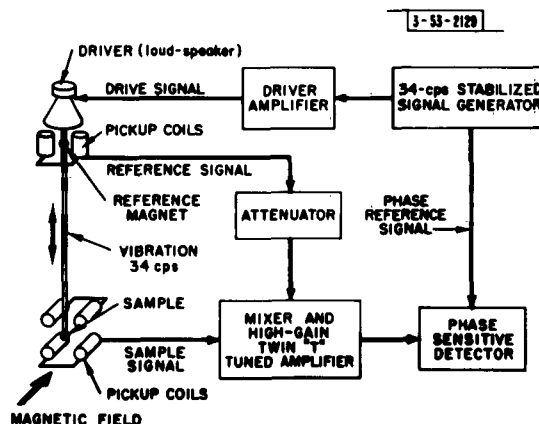 3-53-2129
DRIVER (loud-speaker)
DRIVE SIGNAL
DRIVER
AMPLIFIER
34-cps STABILIZED
SIGNAL GENERATOR
PICKUP COILS
REFERENCE SIGNAL
REFERENCE
MAGNET
ATTENUATOR
PHASE
REFERENCE
SIGNAL
VIBRATION
34 cps
SAMPLE
SAMPLE
SIGNAL
MIXER AND
HIGH-GAIN
TWIN "T"
TUNED AMPLIFIER
PHASE
SENSITIVE
DETECTOR
PICKUP COILS
MAGNETIC FIELD